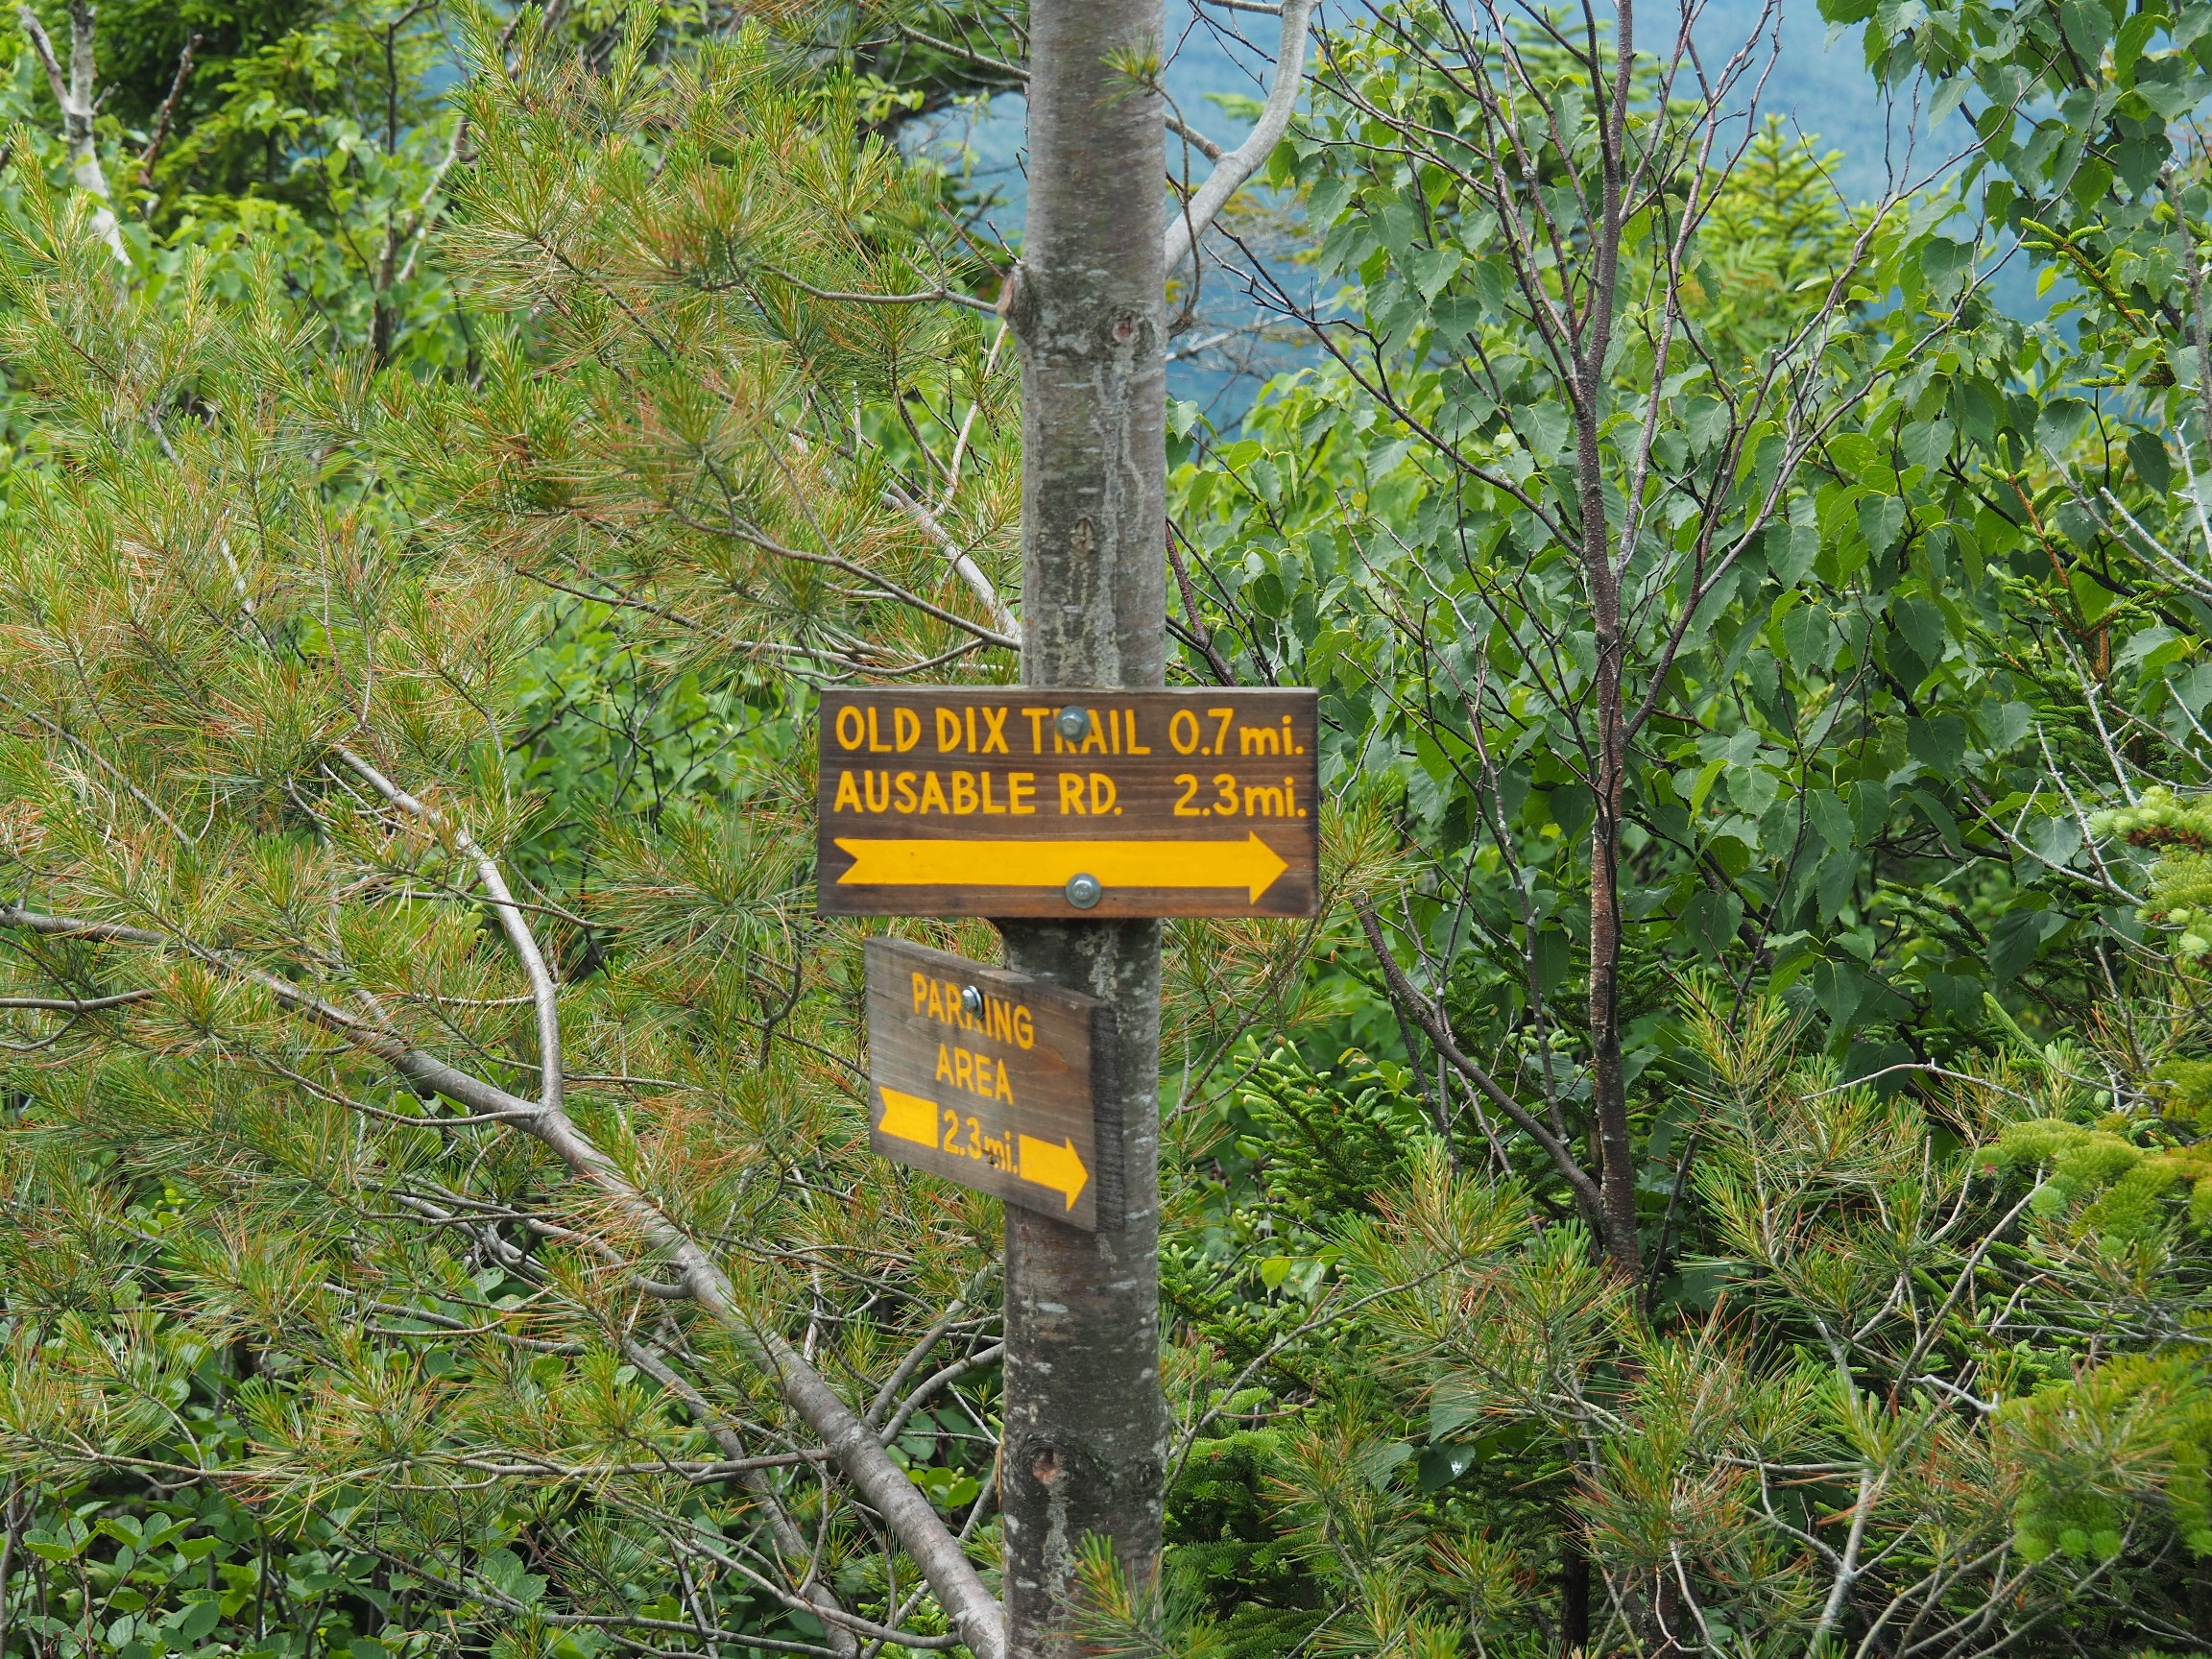 OLD DIX TRAIL 0.7 mi.
AUSABLE RD. 2.3 mi.
PARKING
AREA
2.3 mi.